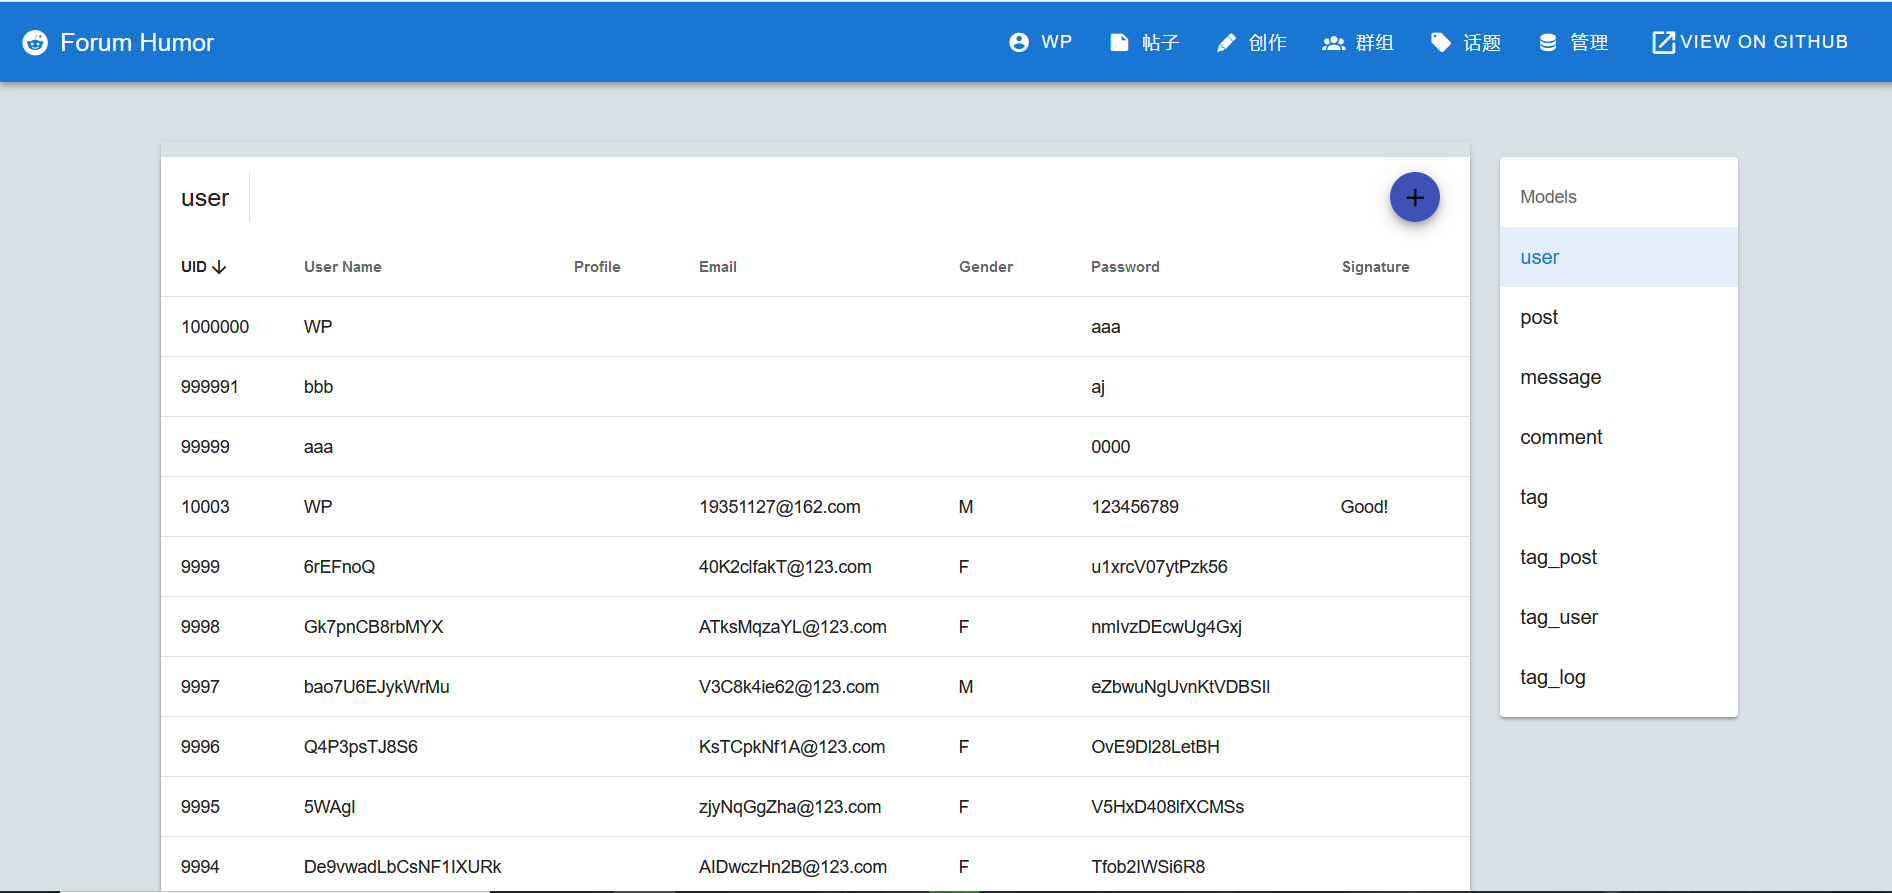 Forum Humor WP 帖子 创作 群组 话题 管理 VIEW ON GITHUB
user
UID User Name Profile Email Gender Password Signature
1000000 WP aaa
999991 bbb aj
99999 aaa 0000
10003 WP 19351127@162.com M 123456789 Good!
9999 6rEFnoQ 40K2clfakT@123.com F u1xrcV07ytPzk56
9998 Gk7pnCB8rbMYX ATksMqzaYL@123.com F nmIvzDEcwUg4Gxj
9997 bao7U6EJykWrMu V3C8k4ie62@123.com M eZbwuNgUvnKtVDBSIl
9996 Q4P3psTJ8S6 KsTCpkNf1A@123.com F OvE9Dl28LetBH
9995 5WAgl zjyNqGgZha@123.com F V5HxD408lfXCMSs
9994 De9vwadLbCsNF1IXURk AIDwczHn2B@123.com F Tfob2IWSi6R8
Models
user
post
message
comment
tag
tag_post
tag_user
tag_log